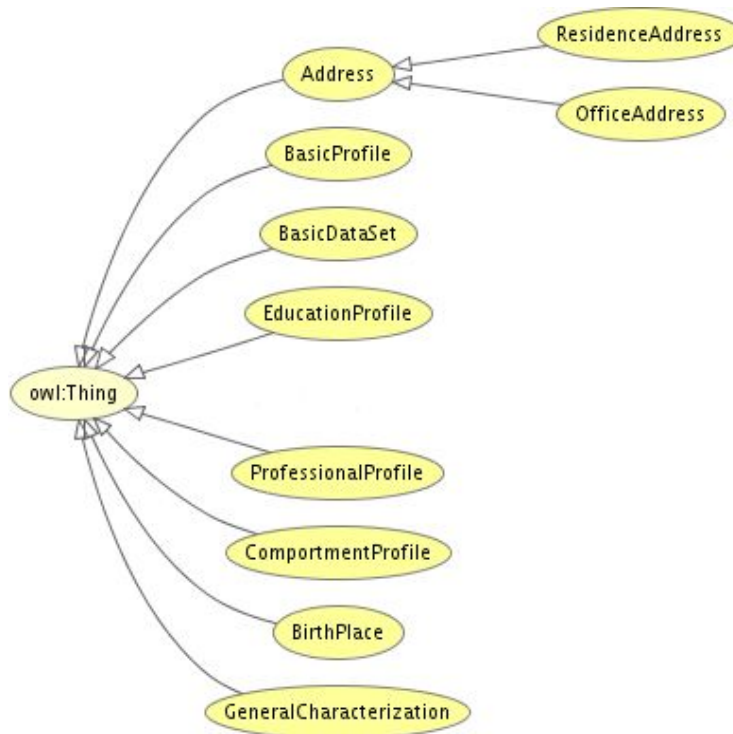 ResidenceAddress
Address
OfficeAddress
BasicProfile
BasicDataSet
EducationProfile
owl:Thing
ProfessionalProfile
ComportmentProfile
BirthPlace
GeneralCharacterization